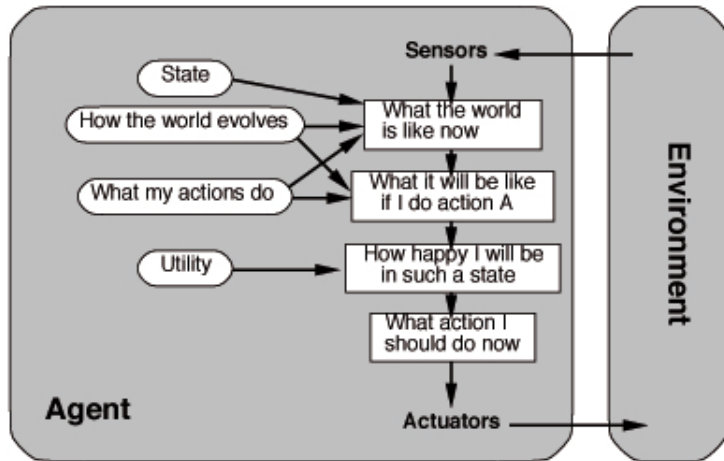 Sensors
State
What the world
is like now
How the world evolves
What my actions do
What it will be like
if I do action A
Utility
How happy I will be
in such a state
What action I
should do now
Agent
Actuators
Environment